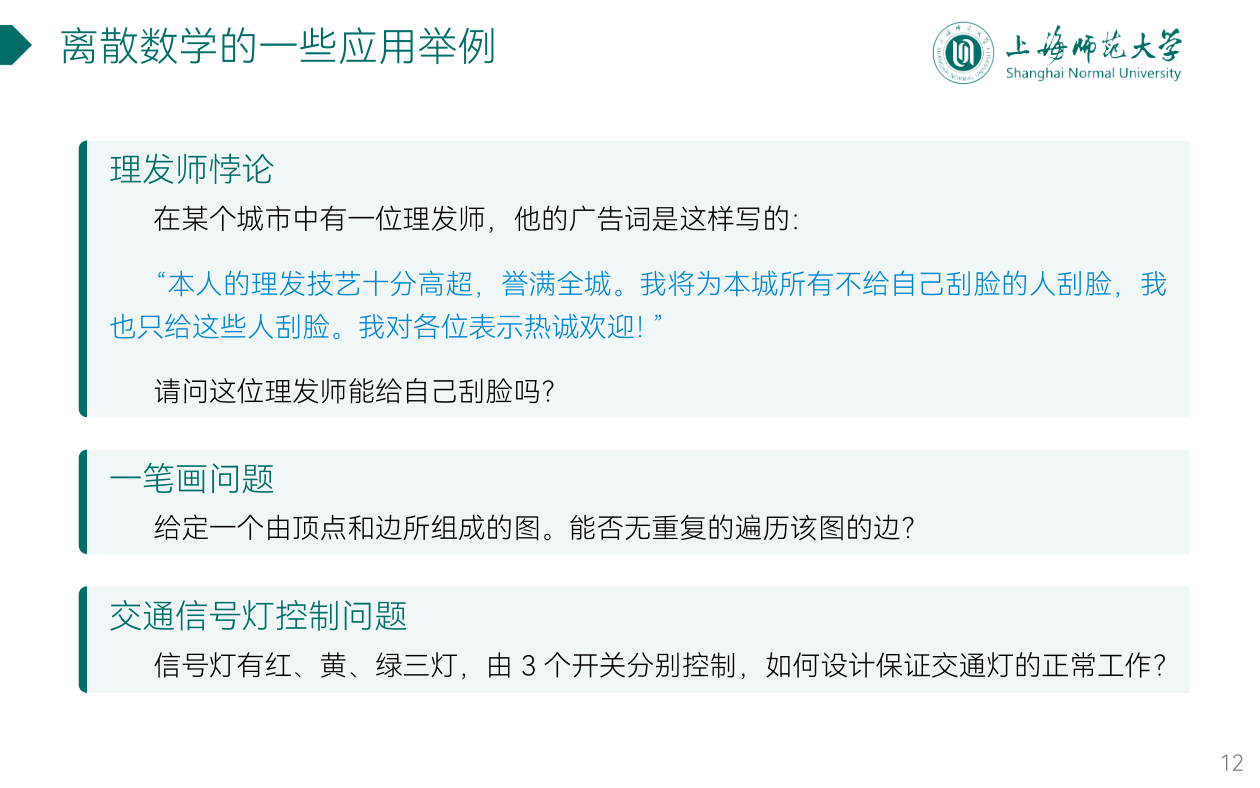 离散数学的一些应用举例
上海师范大学
Shanghai Normal University
理发师悖论
在某个城市中有一位理发师，他的广告词是这样写的：
“本人的理发技艺十分高超，誉满全城。我将为本城所有不给自己刮脸的人刮脸，我
也只给这些人刮脸。我对各位表示热诚欢迎！”
请问这位理发师能给自己刮脸吗？
一笔画问题
给定一个由顶点和边所组成的图。能否无重复的遍历该图的边？
交通信号灯控制问题
信号灯有红、黄、绿三灯，由 3 个开关分别控制，如何设计保证交通灯的正常工作？
12